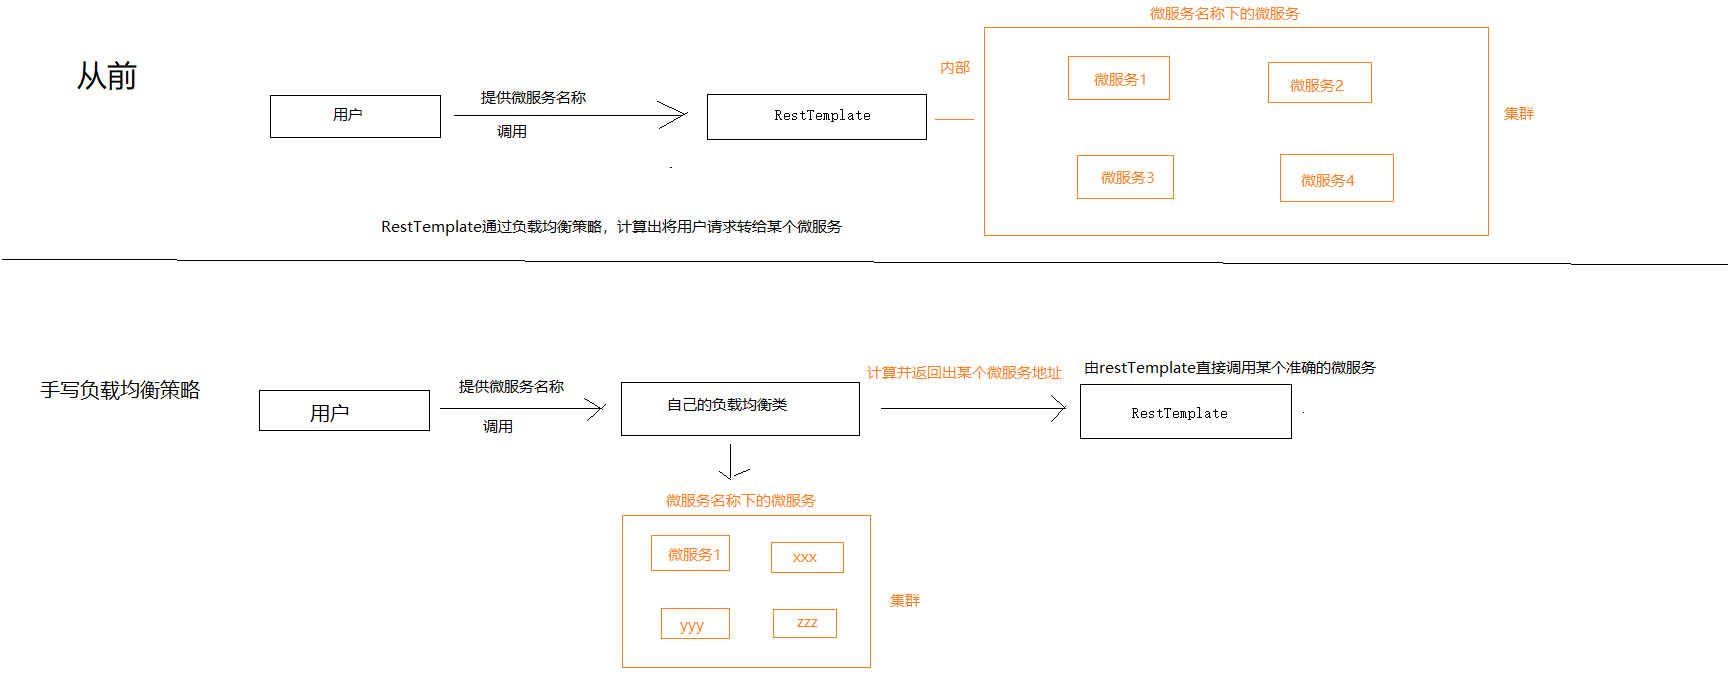 微服务名称下的微服务
从前
内部
用户
提供微服务名称
调用
RestTemplate
微服务1
微服务2
微服务3
微服务4
集群
RestTemplate通过负载均衡策略，计算出将用户请求转给某个微服务
手写负载均衡策略
用户
提供微服务名称
调用
自己的负载均衡类
计算并返回出某个微服务地址
由restTemplate直接调用某个准确的微服务
RestTemplate
微服务名称下的微服务
微服务1
xxx
yyy
zzz
集群